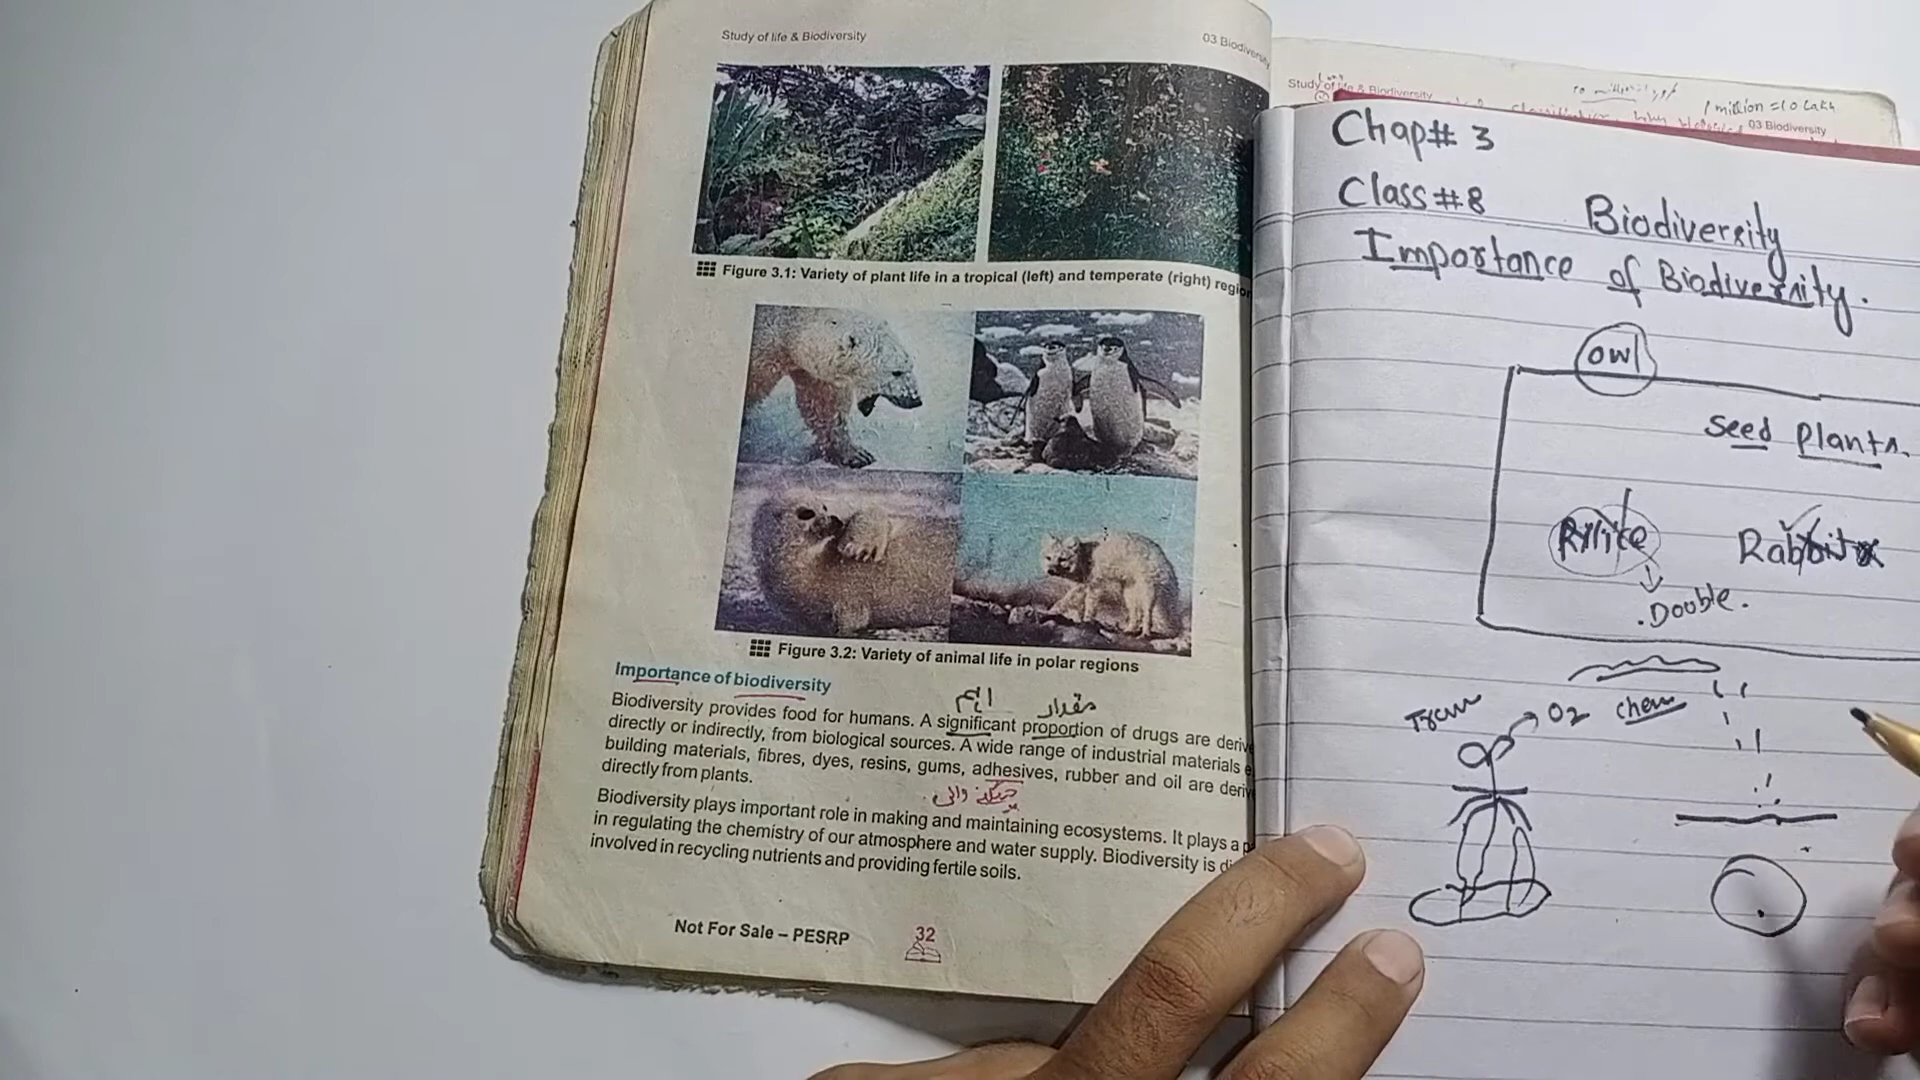 Study of life & Biodiversity
03 Biodiversity
Figure 3.1: Variety of plant life in a tropical (left) and temperate (right) regio
Figure 3.2: Variety of animal life in polar regions
Importance of biodiversity
اہم مقدار
Biodiversity provides food for humans. A significant proportion of drugs are derive
directly or indirectly, from biological sources. A wide range of industrial materials e
building materials, fibres, dyes, resins, gums, adhesives, rubber and oil are deriv
directly from plants.
والی
Biodiversity plays important role in making and maintaining ecosystems. It plays a p
in regulating the chemistry of our atmosphere and water supply. Biodiversity is di
involved in recycling nutrients and providing fertile soils.
Not For Sale – PESRP
32
Study of life & Biodiversity
1 million = 10 Lakh
03 Biodiversity
Chap# 3
Class#8
Biodiversity
Importance of Biodiversity.
owl
Seed Plants.
Rabbit
.Double.
O2
chem